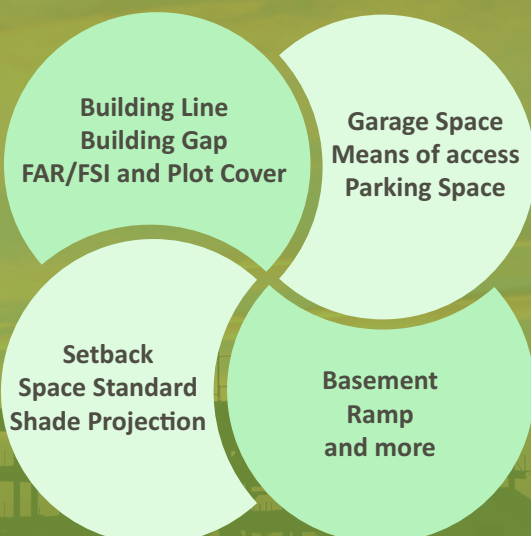 Building Line
Building Gap
FAR/FSI and Plot Cover
Garage Space
Means of access
Parking Space
Setback
Space Standard
Shade Projection
Basement
Ramp
and more